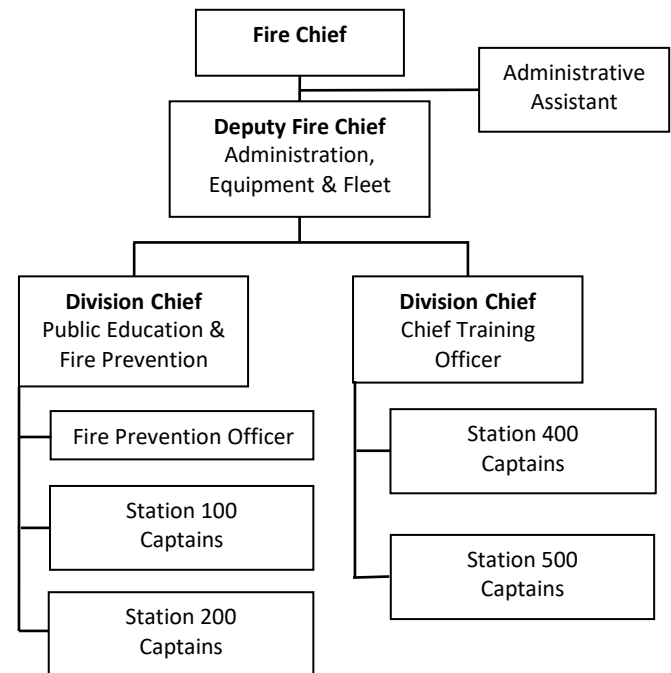 Fire Chief
Administrative
Assistant
Deputy Fire Chief
Administration,
Equipment & Fleet
Division Chief
Public Education &
Fire Prevention
Division Chief
Chief Training
Officer
Fire Prevention Officer
Station 100
Captains
Station 200
Captains
Station 400
Captains
Station 500
Captains